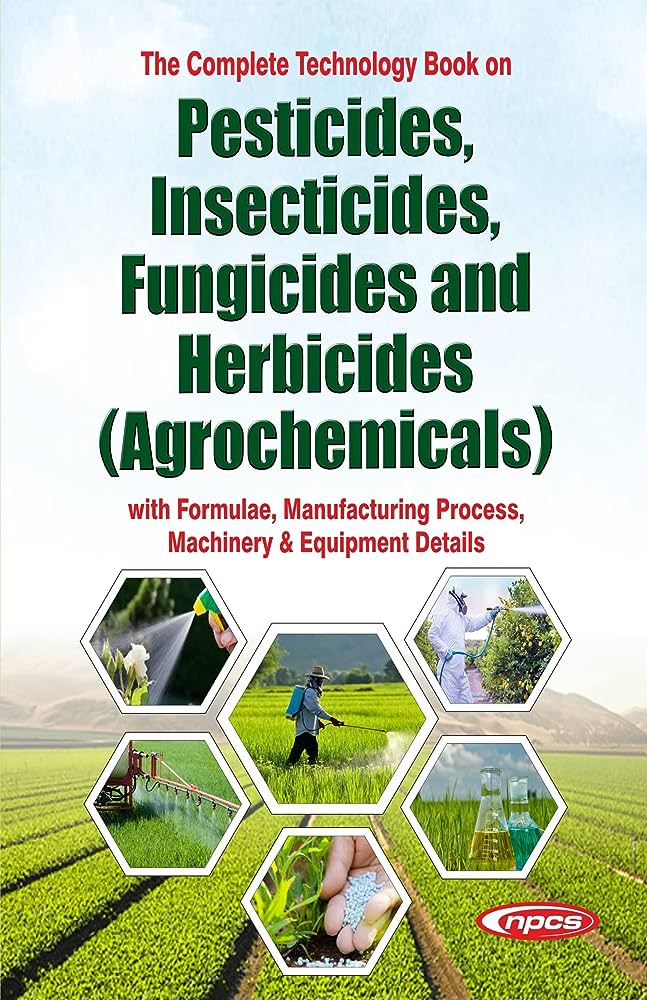 The Complete Technology Book on
Pesticides,
Insecticides,
Fungicides and
Herbicides
(Agrochemicals)
with Formulae, Manufacturing Process,
Machinery & Equipment Details
npcs